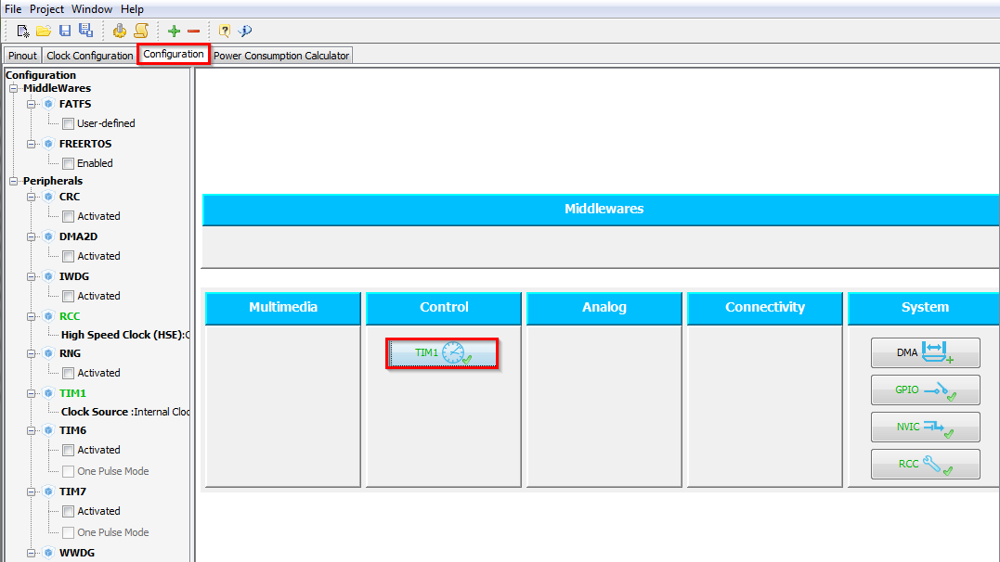 File Project Window Help
Pinout Clock Configuration Configuration Power Consumption Calculator
Configuration
MiddleWares
FATFS
User-defined
FREERTOS
Enabled
Peripherals
CRC
Activated
DMA2D
Activated
IWDG
Activated
RCC
High Speed Clock (HSE):C
RNG
Activated
TIM1
Clock Source :Internal Cloc
TIM6
Activated
One Pulse Mode
TIM7
Activated
One Pulse Mode
WWDG
Middlewares
Multimedia Control Analog Connectivity System
TIM1
DMA
GPIO
NVIC
RCC